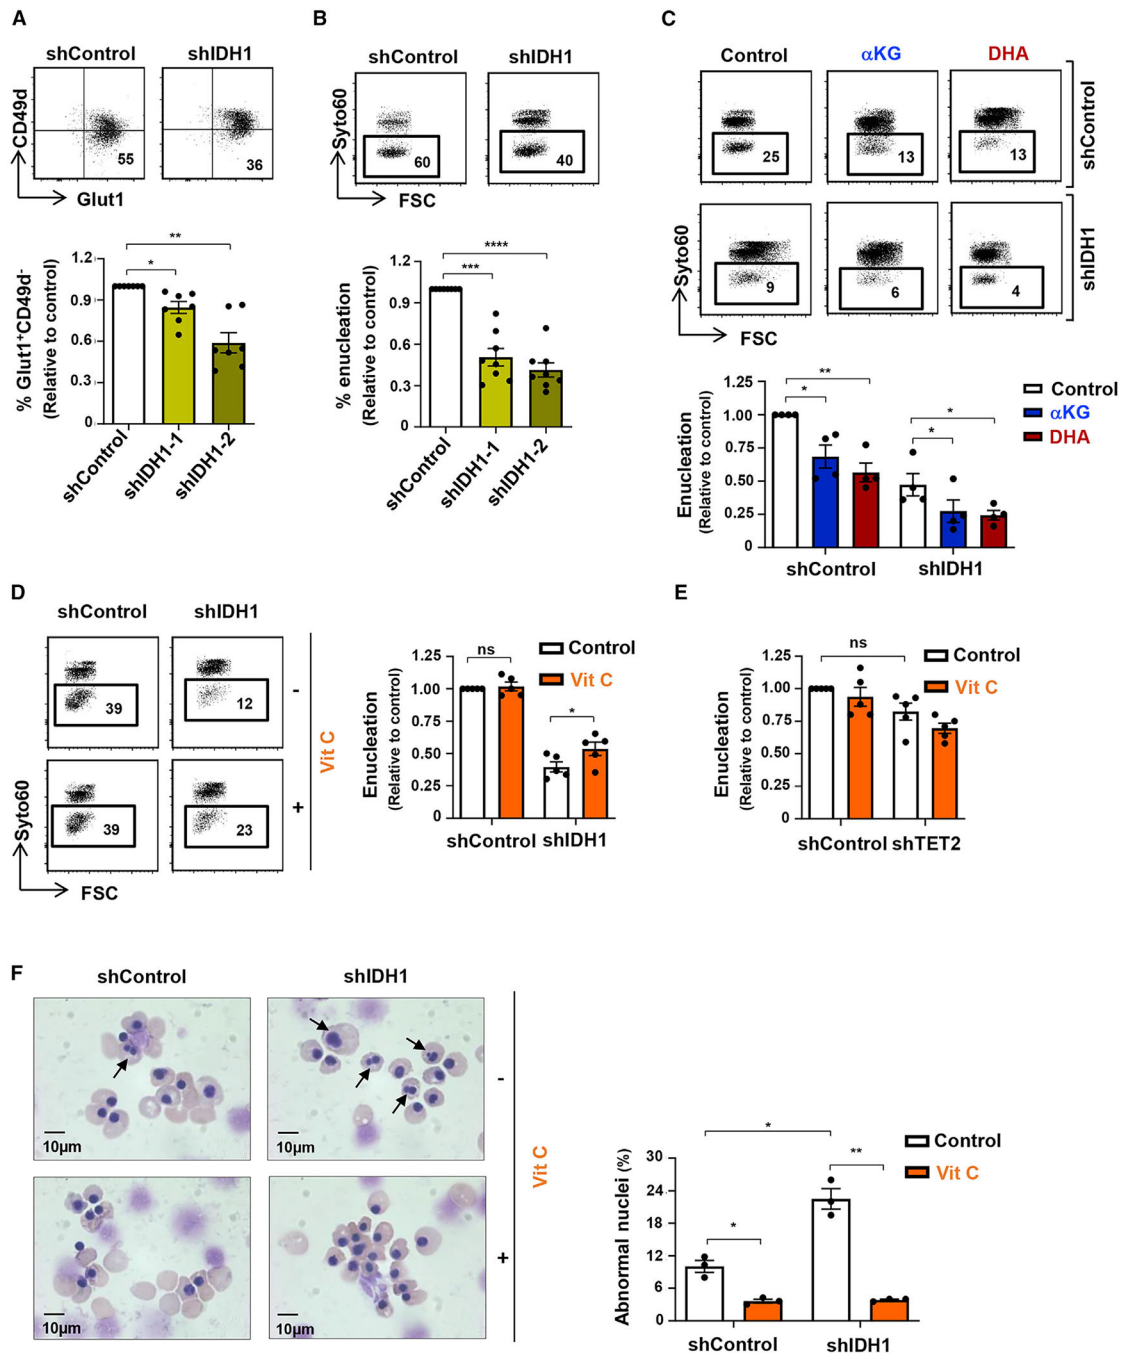 A
shControl
shIDH1
CD49d
55
36
Glut1
% Glut1+CD49d-
(Relative to control)
1.2
0.9
0.6
0.3
0
*
**
shControl
shIDH1-1
shIDH1-2
B
shControl
shIDH1
Syto60
60
40
FSC
% enucleation
(Relative to control)
1.2
0.9
0.6
0.3
0
***
****
shControl
shIDH1-1
shIDH1-2
C
Control
αKG
DHA
25
13
13
shControl
Syto60
9
6
4
shIDH1
FSC
Enucleation
(Relative to control)
1.25
1.00
0.75
0.50
0.25
0
**
*
*
*
shControl
shIDH1
Control
αKG
DHA
D
shControl
shIDH1
39
12
-
Vit C
39
23
+
Syto60
FSC
Enucleation
(Relative to control)
1.25
1.00
0.75
0.50
0.25
0
ns
*
Control
Vit C
shControl
shIDH1
E
Enucleation
(Relative to control)
1.25
1.00
0.75
0.50
0.25
0
ns
Control
Vit C
shControl
shTET2
F
shControl
shIDH1
10µm
10µm
-
Vit C
10µm
10µm
+
Abnormal nuclei (%)
30
24
18
12
6
0
*
*
**
Control
Vit C
shControl
shIDH1